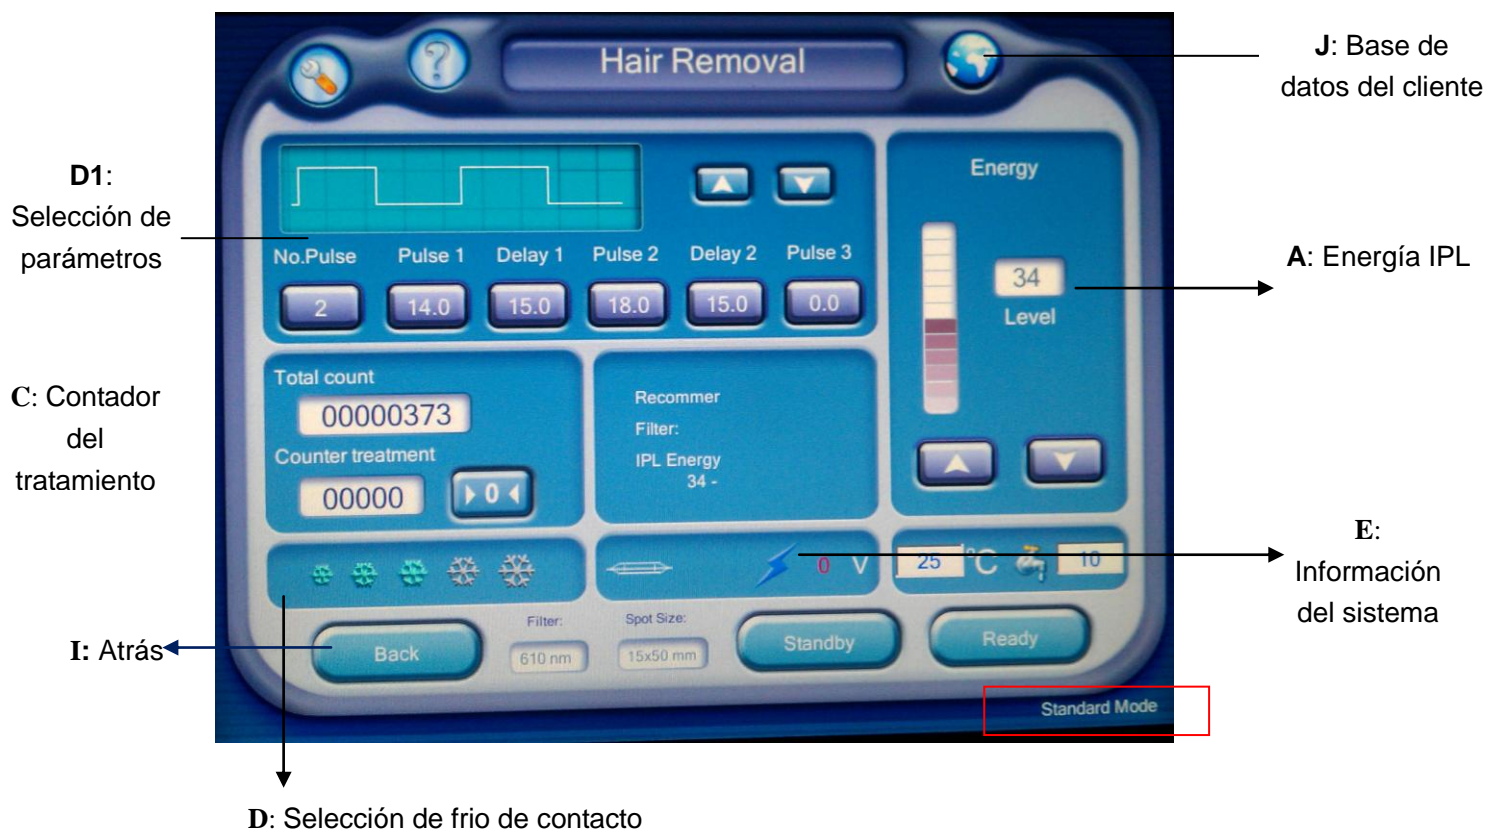 Hair Removal
J: Base de
datos del cliente
D1:
Selección de
parámetros
No.Pulse Pulse 1 Delay 1 Pulse 2 Delay 2 Pulse 3
2 14.0 15.0 18.0 15.0 0.0
Energy
34
Level
A: Energía IPL
C: Contador
del
tratamiento
Total count
00000373
Counter treatment
00000 0
Recommer
Filter:
IPL Energy
34 -
0 V
25 °C 10
E:
Información
del sistema
I: Atrás
Back
Filter:
610 nm
Spot Size:
15x50 mm
Standby
Ready
Standard Mode
D: Selección de frio de contacto